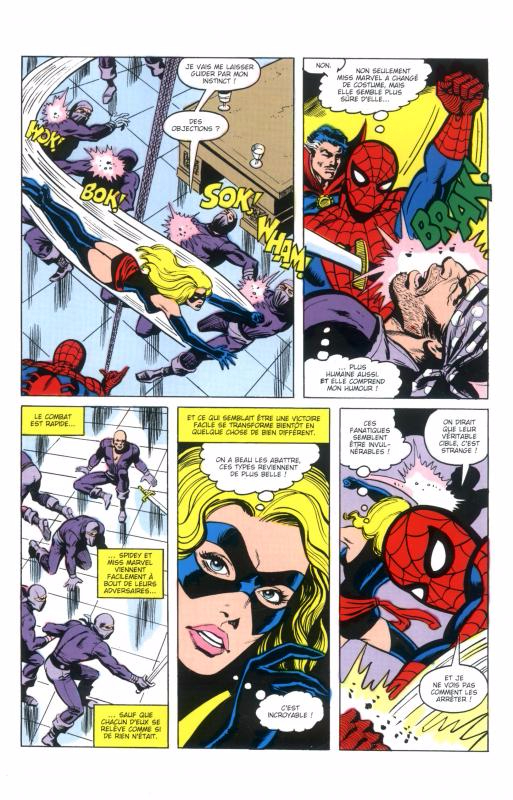 JE VAIS ME LAISSER
GUIDER PAR MON
INSTINCT !
DES
OBJECTIONS ?
WOK!
BOK!
SOK!
WHAM!
NON.
NON SEULEMENT
MISS MARVEL A CHANGÉ
DE COSTUME, MAIS
ELLE SEMBLE PLUS
SÛRE D'ELLE...
BRAK!
... PLUS
HUMAINE AUSSI.
ET ELLE COMPREND
MON HUMOUR !
LE COMBAT
EST RAPIDE...
... SPIDEY ET
MISS MARVEL
VIENNENT
FACILEMENT À
BOUT DE LEURS
ADVERSAIRES...
... SAUF QUE
CHACUN D'EUX SE
RELÈVE COMME SI
DE RIEN N'ÉTAIT.
ET CE QUI SEMBLAIT ÊTRE UNE VICTOIRE
FACILE SE TRANSFORME BIENTÔT EN
QUELQUE CHOSE DE BIEN DIFFÉRENT.
ON A BEAU LES ABATTRE,
CES TYPES REVIENNENT
DE PLUS BELLE !
C'EST
INCROYABLE !
CES
FANATIQUES
SEMBLENT
ÊTRE INVUL-
NÉRABLES !
ON DIRAIT
QUE LEUR
VÉRITABLE
CIBLE, C'EST
STRANGE !
ET JE
NE VOIS PAS
COMMENT LES
ARRÊTER !